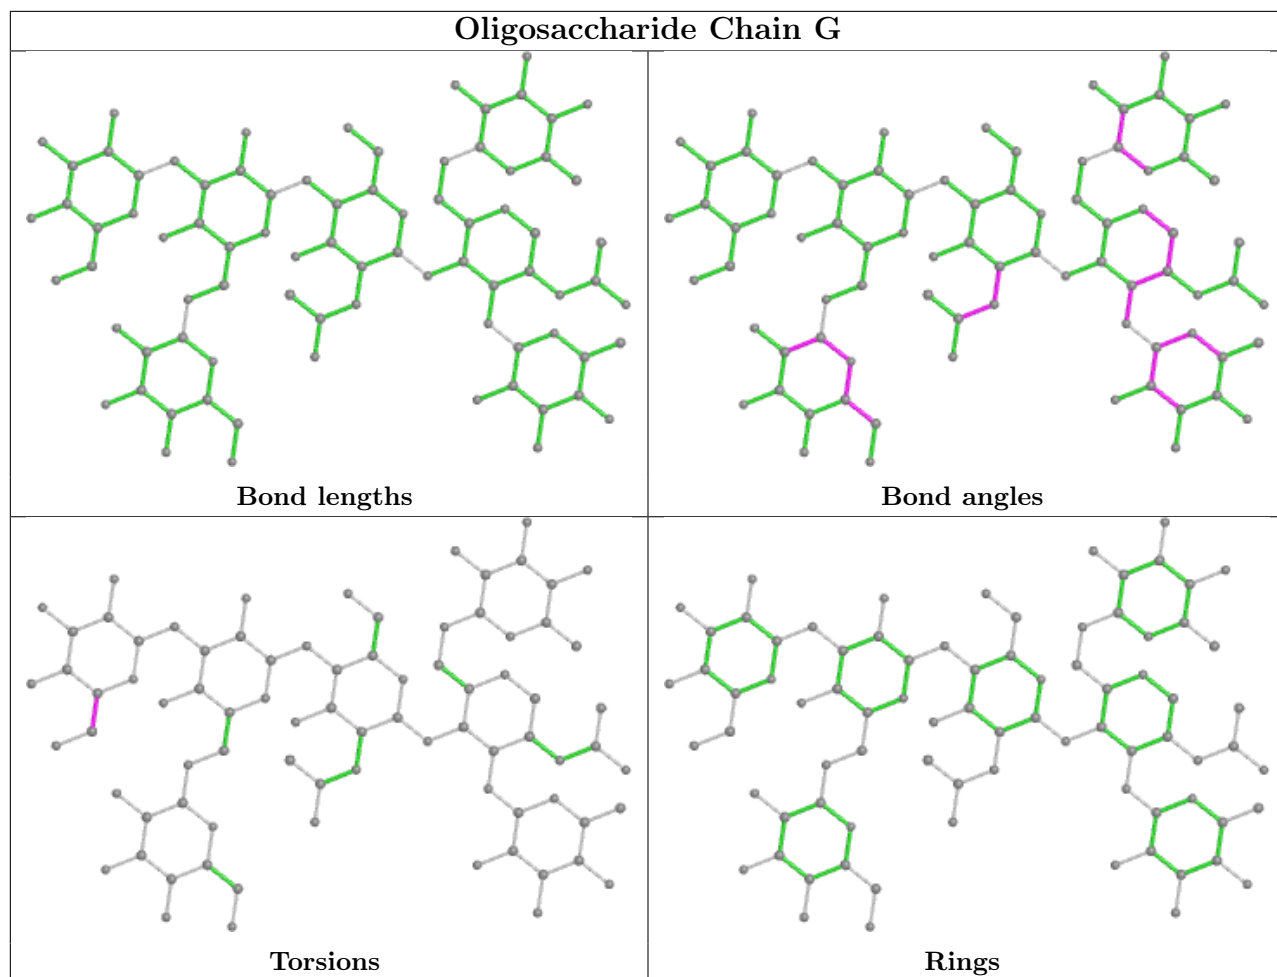 Oligosaccharide Chain G
Bond lengths
Bond angles
Torsions
Rings